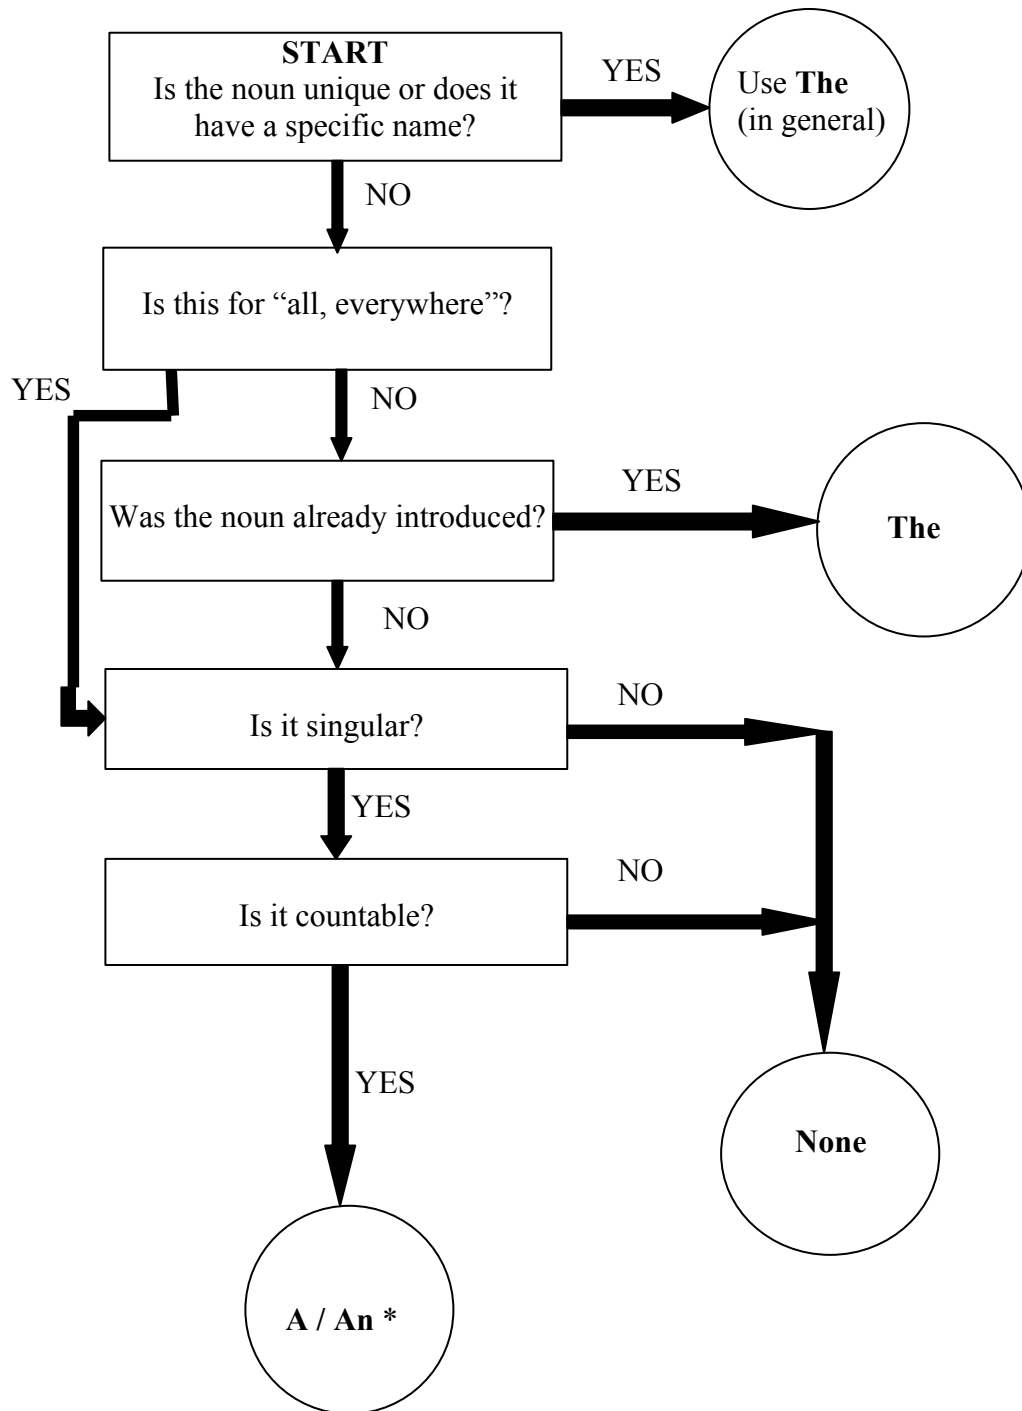 START
Is the noun unique or does it
have a specific name?
YES
Use The
(in general)
NO
Is this for “all, everywhere”?
YES
NO
Was the noun already introduced?
YES
The
NO
Is it singular?
NO
YES
Is it countable?
NO
YES
None
A / An *